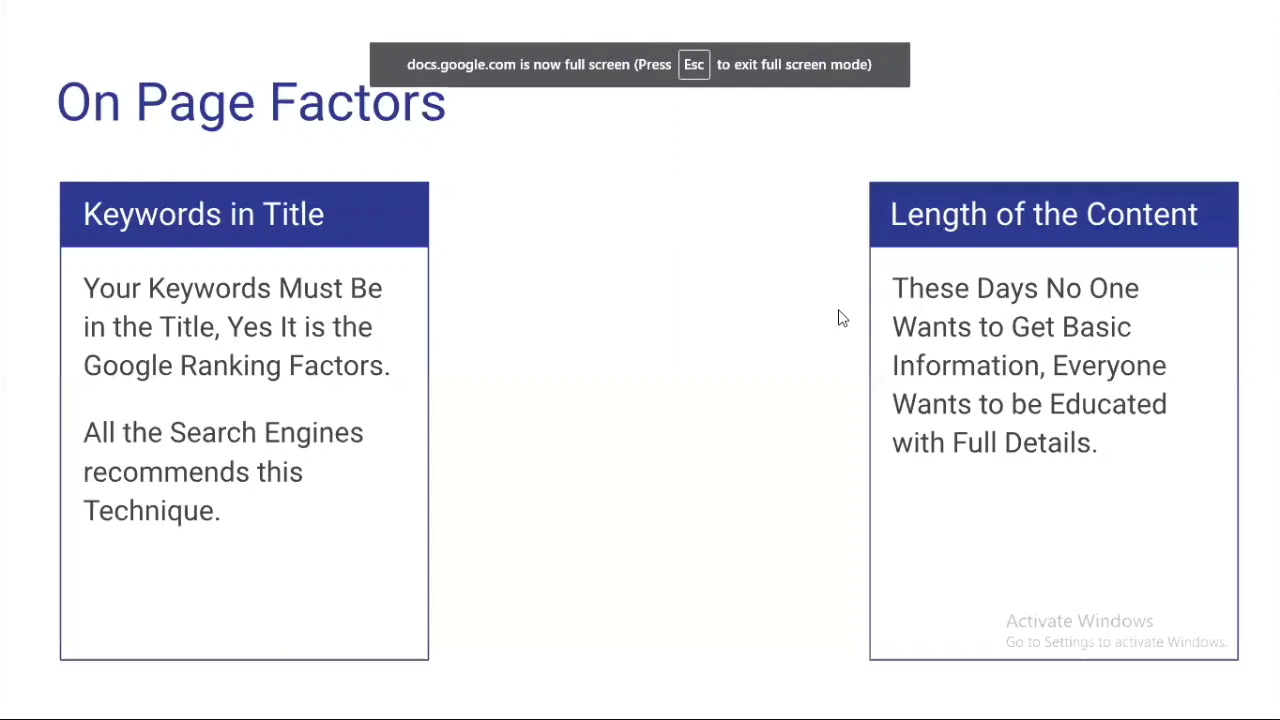 docs.google.com is now full screen (Press Esc to exit full screen mode)
On Page Factors
Keywords in Title
Your Keywords Must Be
in the Title, Yes It is the
Google Ranking Factors.
All the Search Engines
recommends this
Technique.
Length of the Content
These Days No One
Wants to Get Basic
Information, Everyone
Wants to be Educated
with Full Details.
Activate Windows
Go to Settings to activate Windows.